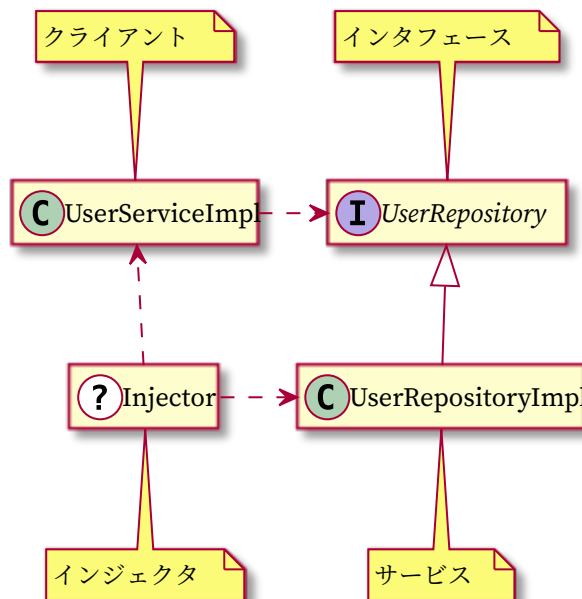 クライアント
インタフェース
C UserServiceImpl
I UserRepository
? Injector
C UserRepositoryImpl
インジェクタ
サービス